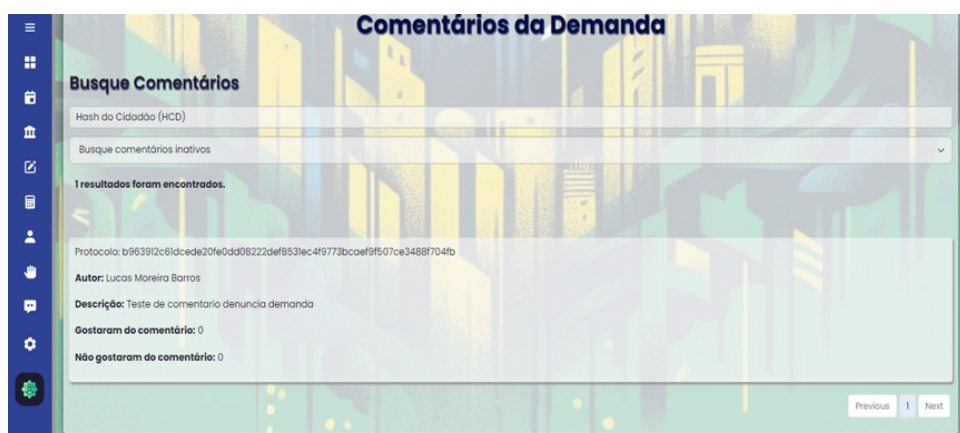 Comentários da Demanda
Busque Comentários
Hash do Cidadão (HCD)
Busque comentários inativos
1 resultados foram encontrados.
Protocolo: b963912c61dcede20fe0dd08222def8531ec4f9773bcaef9f507ce3488f704fb
Autor: Lucas Moreira Barros
Descrição: Teste de comentario denuncia demanda
Gostaram do comentário: 0
Não gostaram do comentário: 0
Previous 1 Next